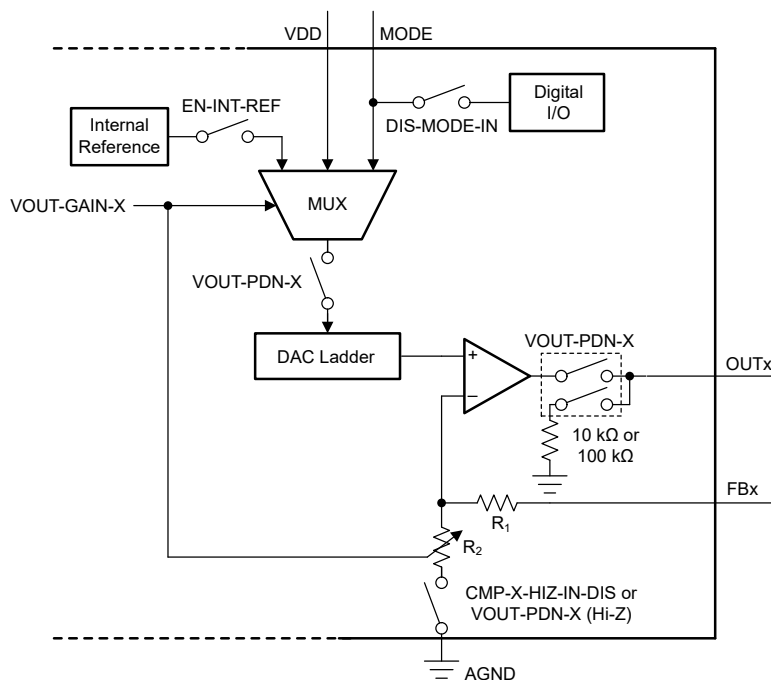 VDD
MODE
EN-INT-REF
Internal
Reference
Digital
I/O
DIS-MODE-IN
VOUT-GAIN-X
MUX
VOUT-PDN-X
DAC Ladder
+
−
VOUT-PDN-X
OUTx
10 kΩ or
100 kΩ
FBx
R₁
R₂
CMP-X-HIZ-IN-DIS or
VOUT-PDN-X (Hi-Z)
AGND